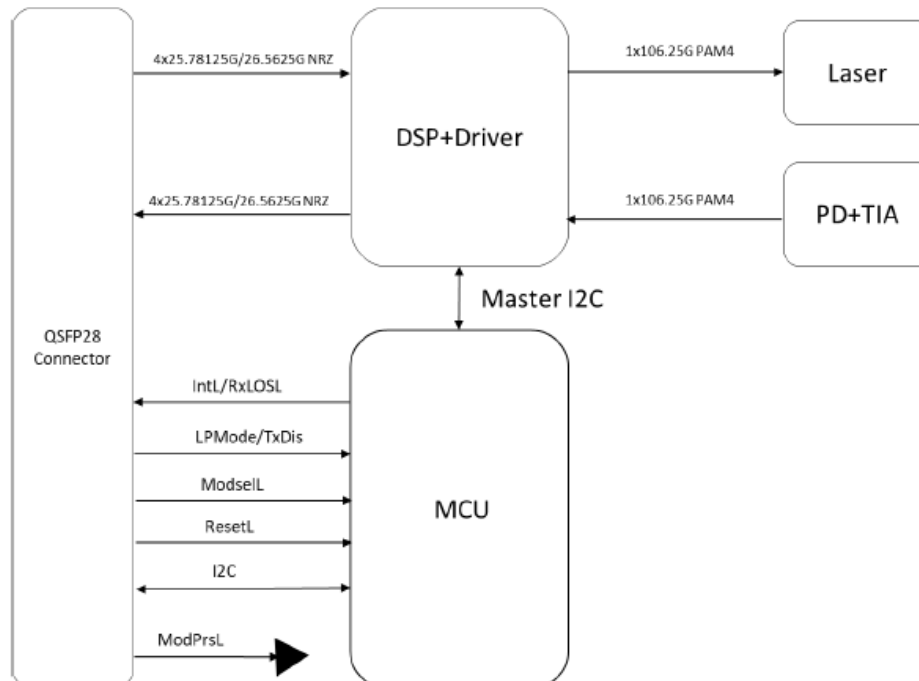 4x25.78125G/26.5625G NRZ
1x106.25G PAM4
Laser
DSP+Driver
4x25.78125G/26.5625G NRZ
1x106.25G PAM4
PD+TIA
Master I2C
QSFP28
Connector
IntL/RxLOSL
LPMode/TxDis
ModselL
MCU
ResetL
I2C
ModPrsL